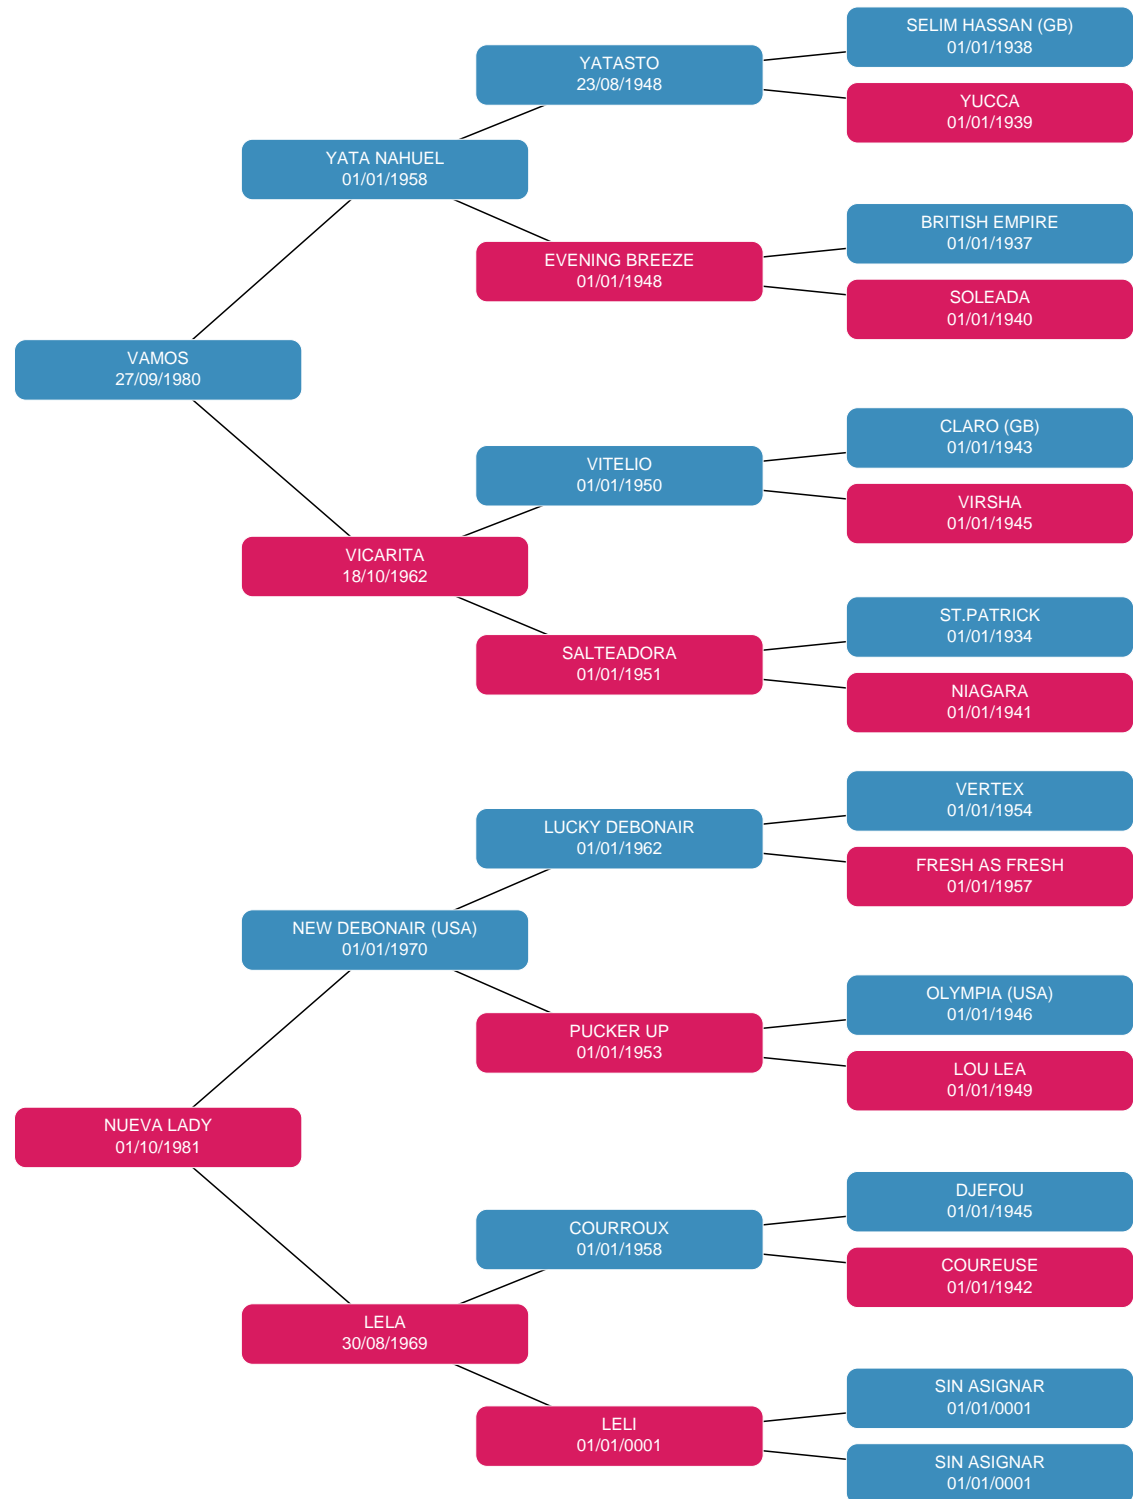 SELIM HASSAN (GB)
01/01/1938
YATASTO
23/08/1948
YUCCA
01/01/1939
YATA NAHUEL
01/01/1958
BRITISH EMPIRE
01/01/1937
EVENING BREEZE
01/01/1948
SOLEADA
01/01/1940
VAMOS
27/09/1980
CLARO (GB)
01/01/1943
VITELIO
01/01/1950
VIRSHA
01/01/1945
VICARITA
18/10/1962
ST.PATRICK
01/01/1934
SALTEADORA
01/01/1951
NIAGARA
01/01/1941
VERTEX
01/01/1954
LUCKY DEBONAIR
01/01/1962
FRESH AS FRESH
01/01/1957
NEW DEBONAIR (USA)
01/01/1970
OLYMPIA (USA)
01/01/1946
PUCKER UP
01/01/1953
LOU LEA
01/01/1949
NUEVA LADY
01/10/1981
DJEFOU
01/01/1945
COURROUX
01/01/1958
COUREUSE
01/01/1942
LELA
30/08/1969
SIN ASIGNAR
01/01/0001
LELI
01/01/0001
SIN ASIGNAR
01/01/0001